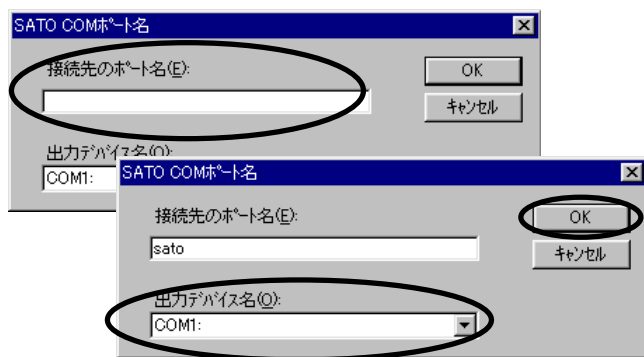 SATO COMﾎﾟｰﾄ名
接続先のﾎﾟｰﾄ名(E):
OK
ｷｬﾝｾﾙ
出力ﾃﾞﾊﾞｲｽ名(O):
COM1:
SATO COMﾎﾟｰﾄ名
接続先のﾎﾟｰﾄ名(E):
OK
sato
ｷｬﾝｾﾙ
出力ﾃﾞﾊﾞｲｽ名(O):
COM1: